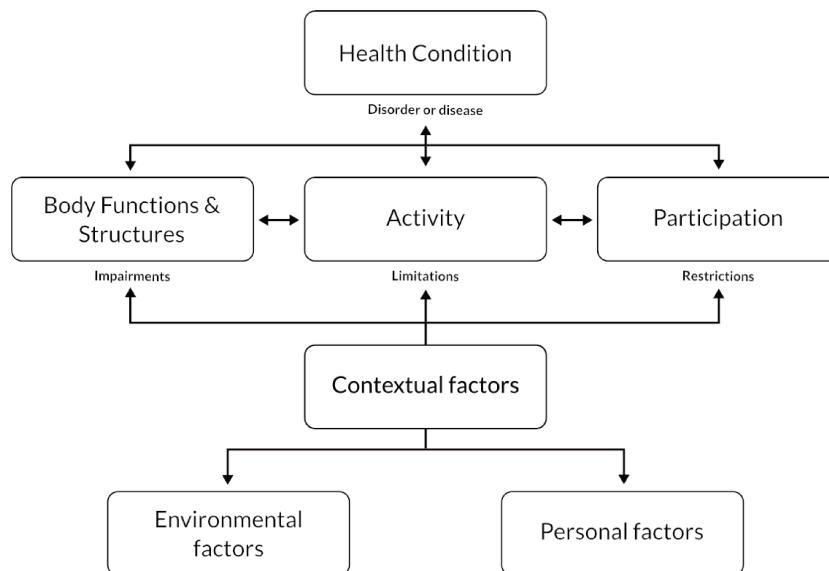 Health Condition
Disorder or disease
Body Functions &
Structures
Activity
Participation
Impairments
Limitations
Restrictions
Contextual factors
Environmental
factors
Personal factors